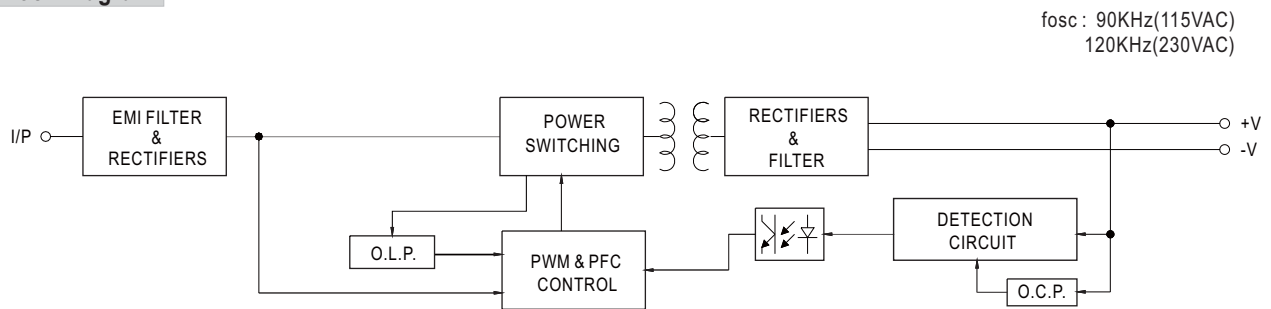 fosc : 90KHz(115VAC)
120KHz(230VAC)
I/P
EMI FILTER
&
RECTIFIERS
POWER
SWITCHING
RECTIFIERS
&
FILTER
+V
-V
O.L.P.
PWM & PFC
CONTROL
DETECTION
CIRCUIT
O.C.P.